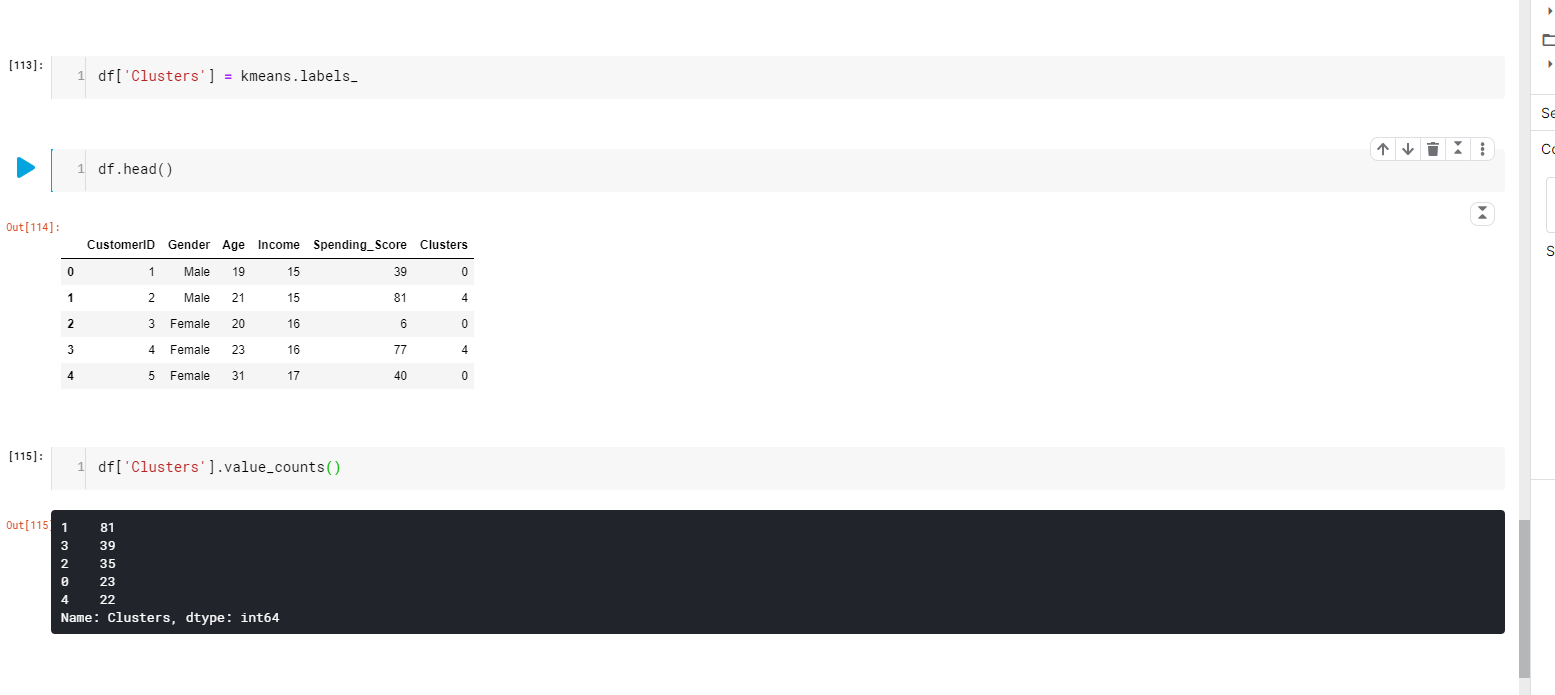 [113]:
1 df['Clusters'] = kmeans.labels_
1 df.head()
Out[114]:
CustomerID Gender Age Income Spending_Score Clusters
0 1 Male 19 15 39 0
1 2 Male 21 15 81 4
2 3 Female 20 16 6 0
3 4 Female 23 16 77 4
4 5 Female 31 17 40 0
[115]:
1 df['Clusters'].value_counts()
Out[115]
1 81
3 39
2 35
0 23
4 22
Name: Clusters, dtype: int64
Se
Co
S